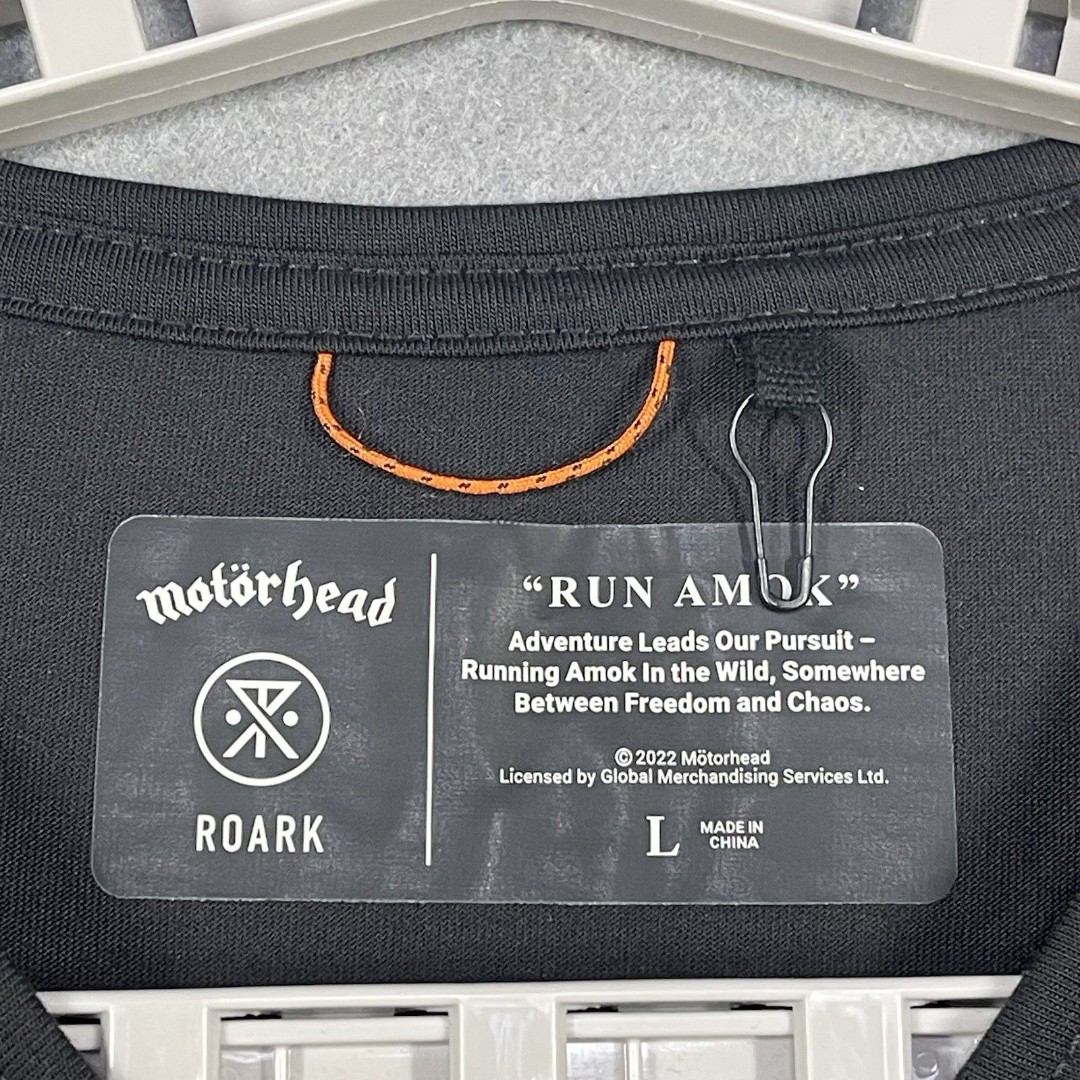 motörhead
ROARK
“RUN AMOK”
Adventure Leads Our Pursuit –
Running Amok In the Wild, Somewhere
Between Freedom and Chaos.
© 2022 Mötorhead
Licensed by Global Merchandising Services Ltd.
L
MADE IN
CHINA